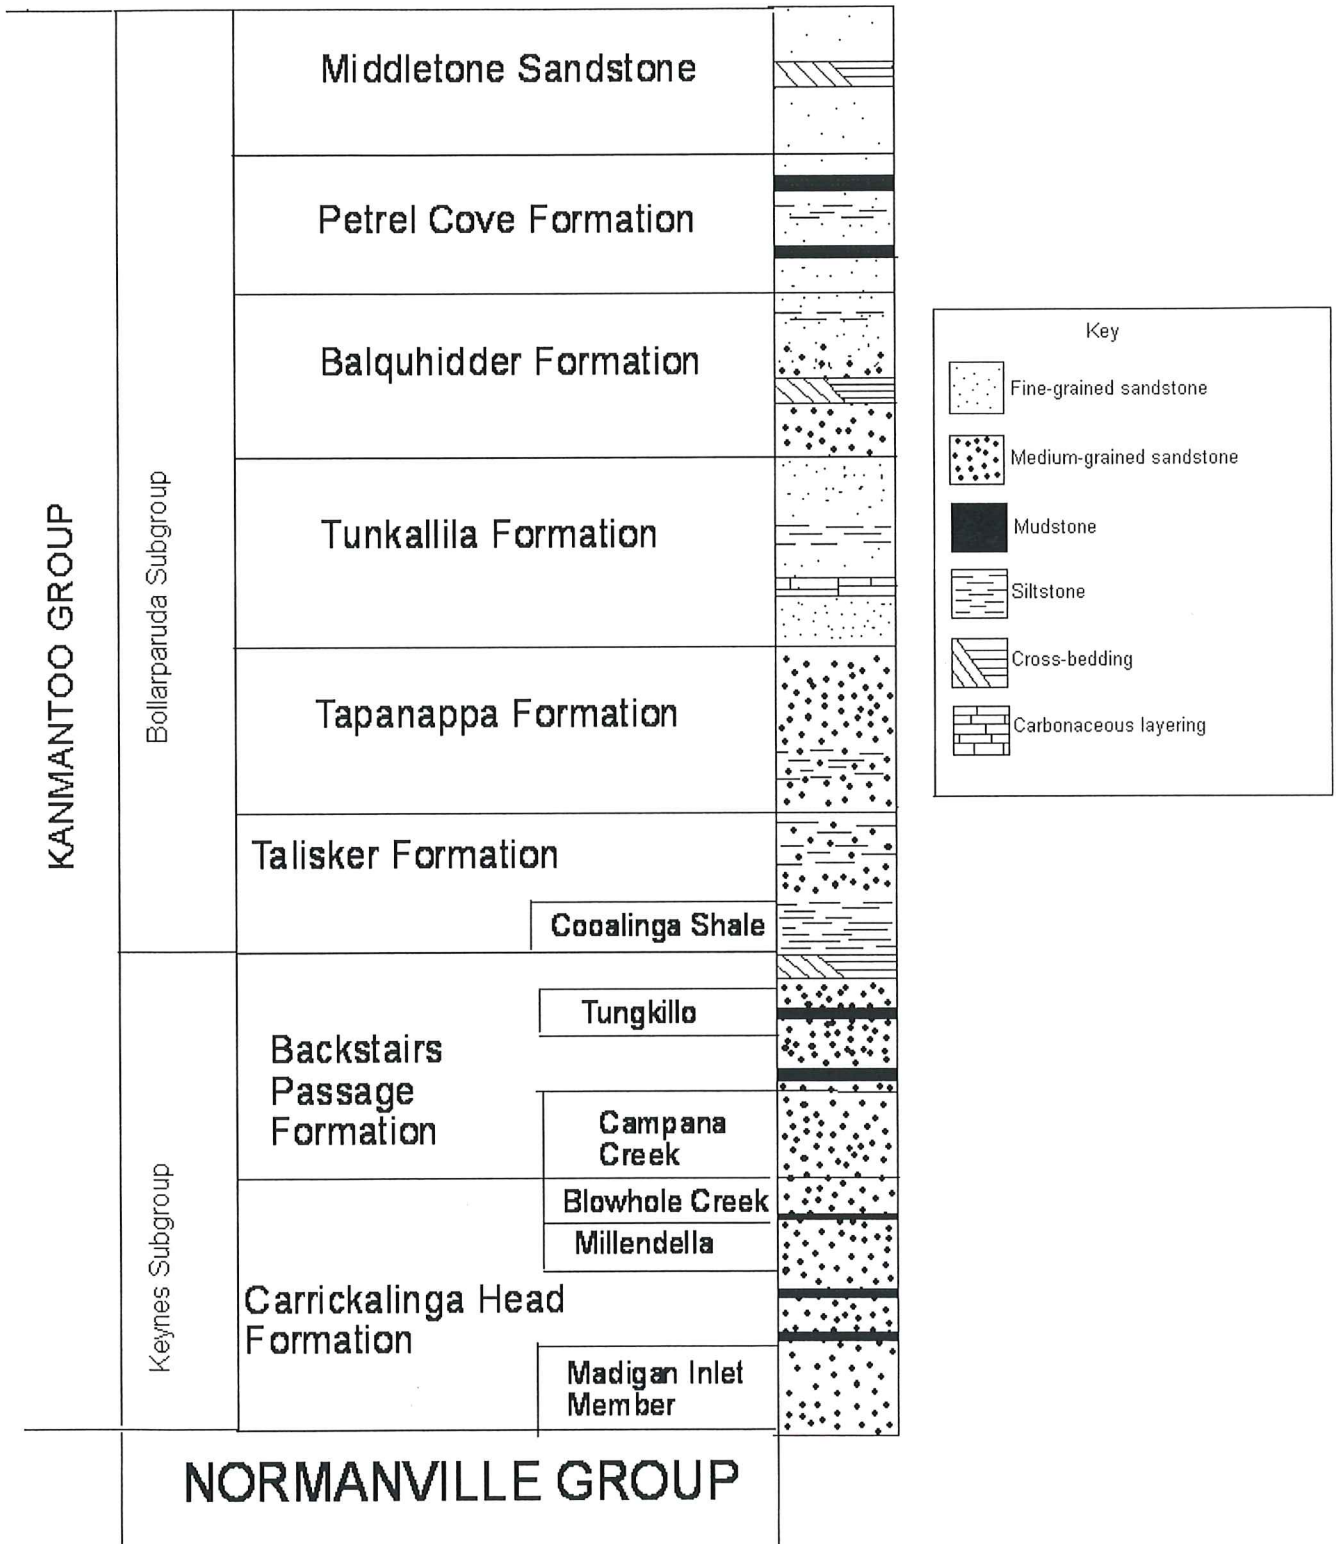 KANMANTOO GROUP
Bollarparuda Subgroup
Keynes Subgroup
Middletone Sandstone
Petrel Cove Formation
Balquhidder Formation
Tunkallila Formation
Tapanappa Formation
Talisker Formation
Cooalinga Shale
Tungkillo
Backstairs
Passage
Formation
Campana
Creek
Blowhole Creek
Millendella
Carrickalinga Head
Formation
Madigan Inlet
Member
NORMANVILLE GROUP
Key
Fine-grained sandstone
Medium-grained sandstone
Mudstone
Siltstone
Cross-bedding
Carbonaceous layering